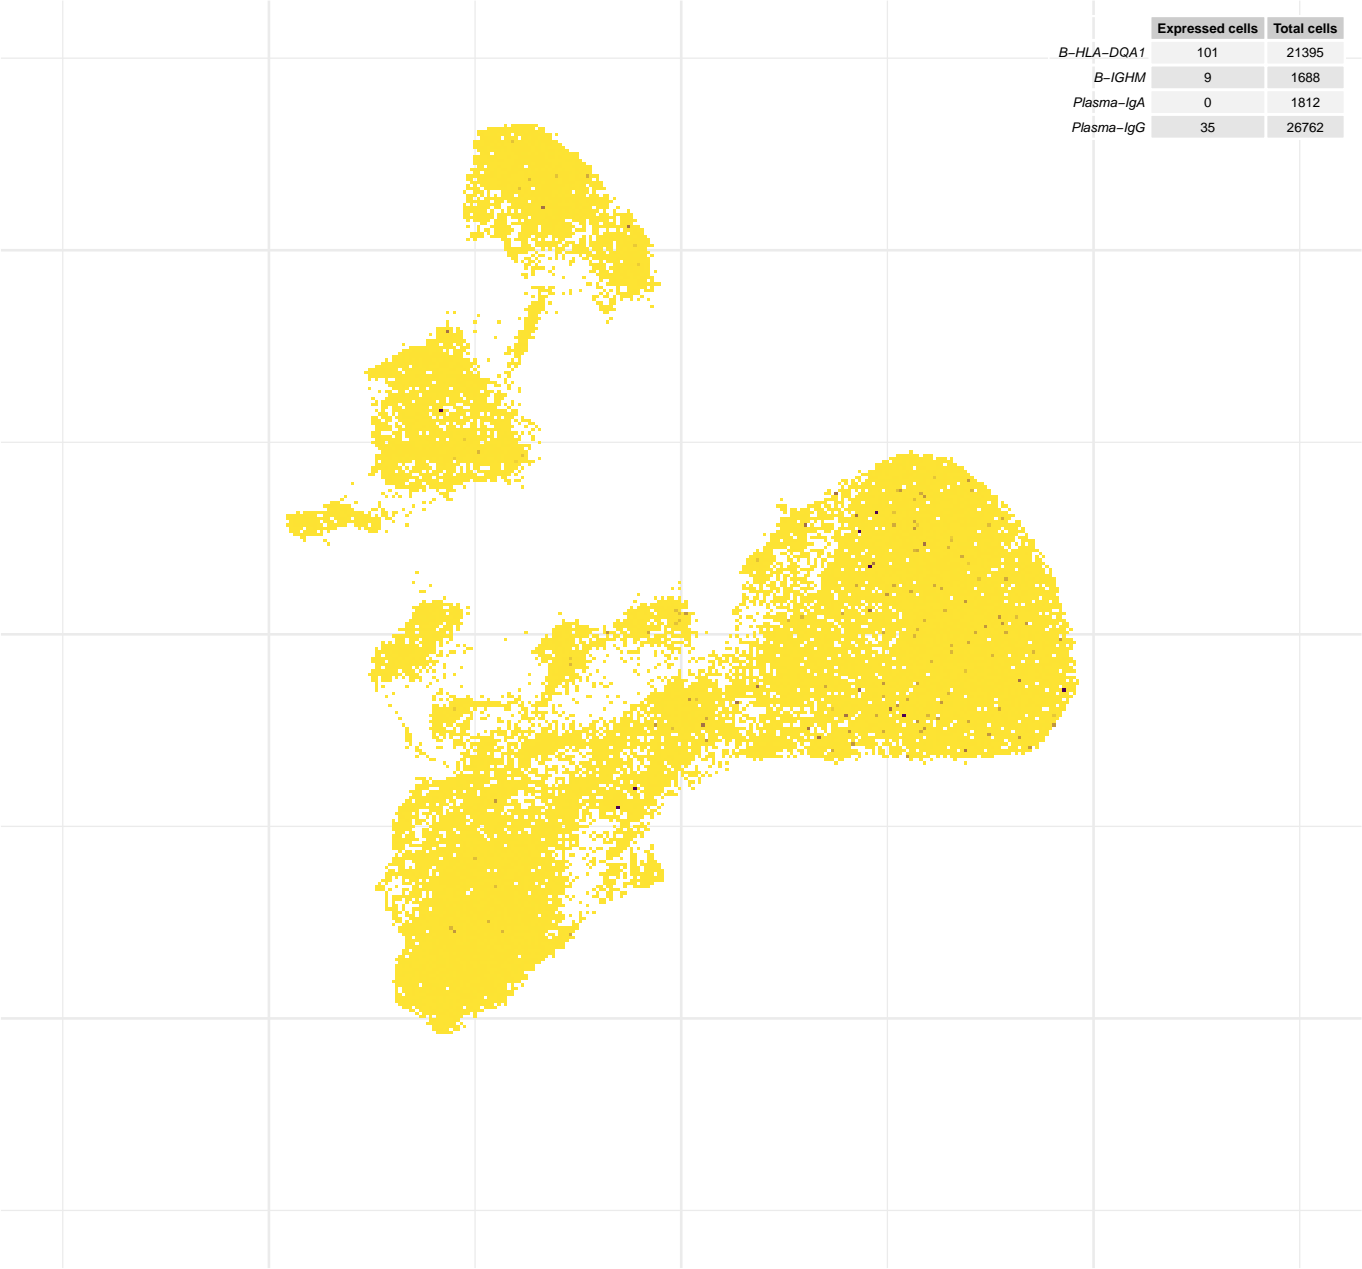 Expressed cells Total cells
B−HLA−DQA1 101 21395
B−IGHM 9 1688
Plasma−IgA 0 1812
Plasma−IgG 35 26762